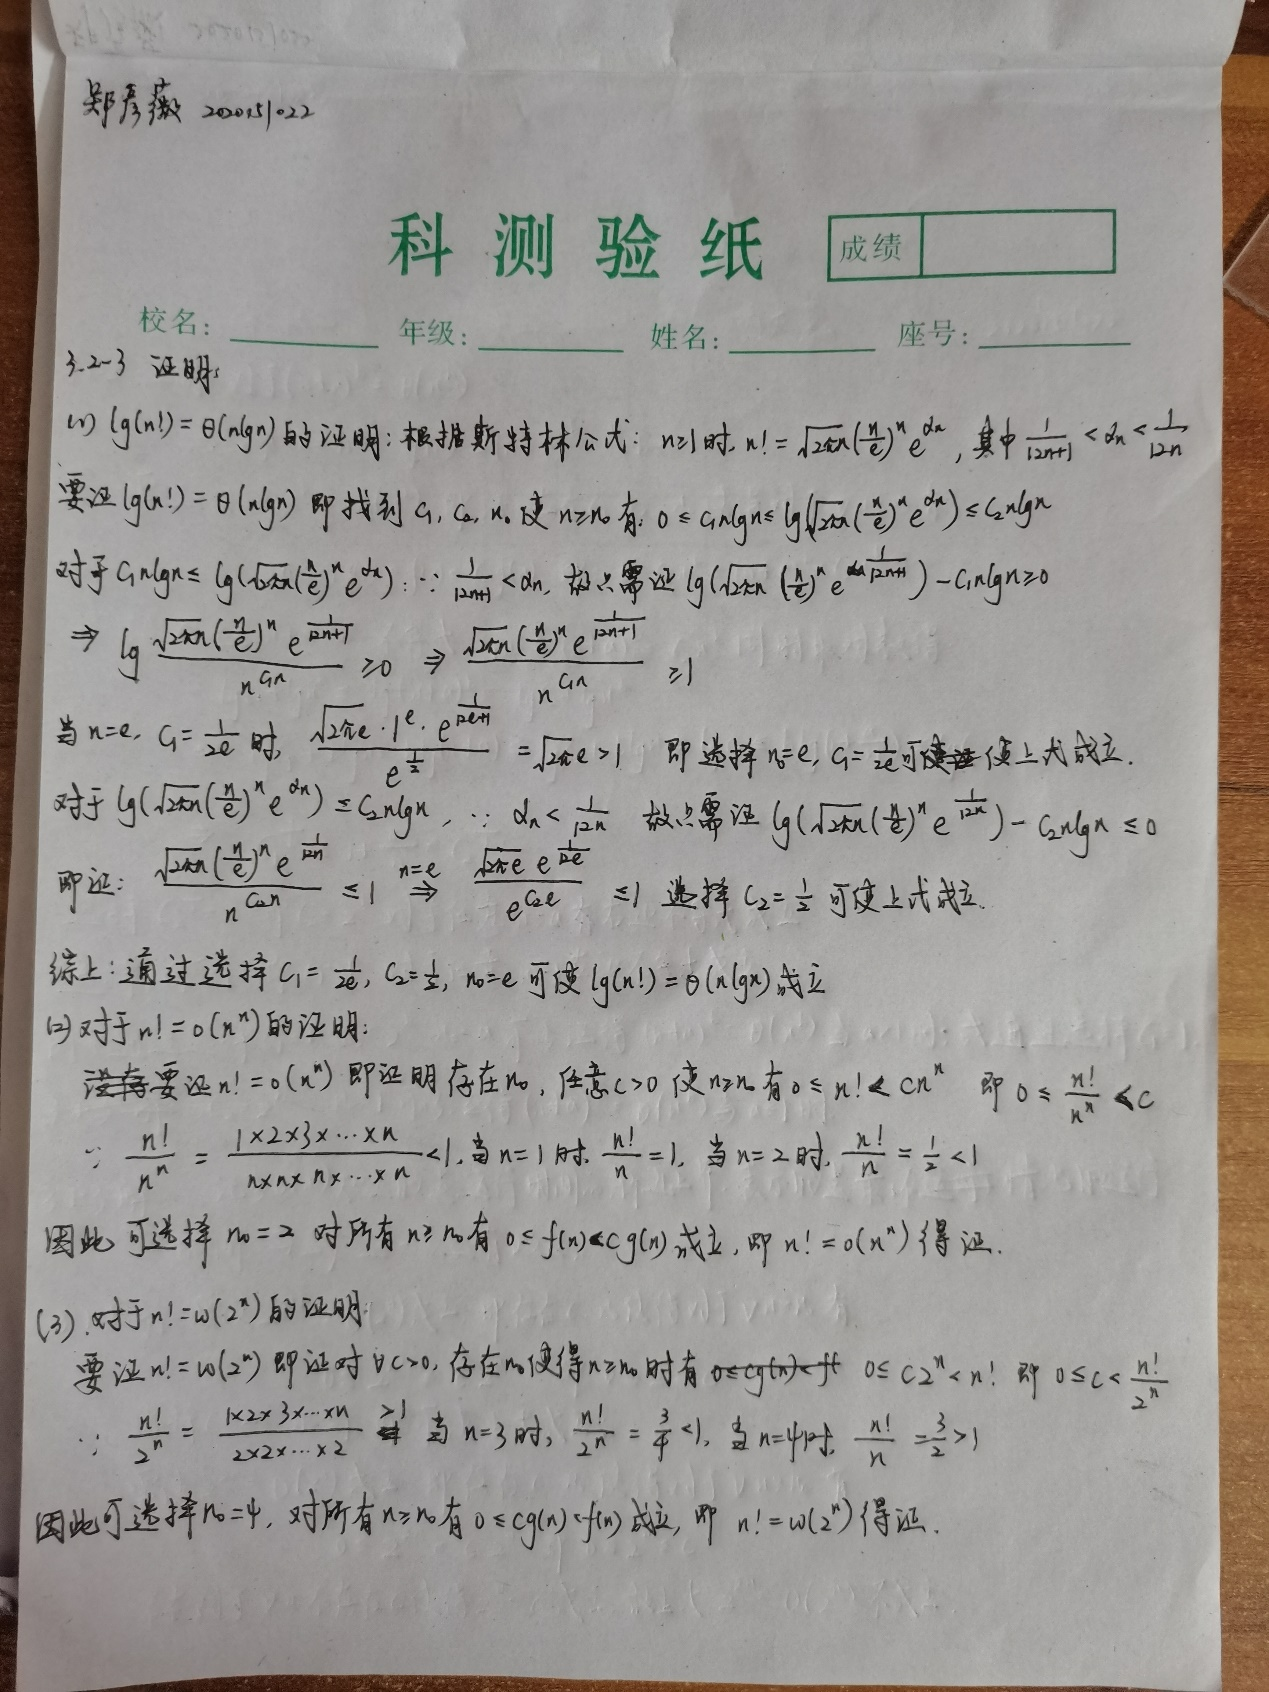 郑彦薇 202051022
科测验纸 成绩
校名: 年级: 姓名: 座号:
3.2-3 证明:
(1) lg(n!) = θ(nlgn) 的证明: 根据斯特林公式: n≥1时, n! = √2πn (n/e)^n e^αn, 其中 1/(12n+1) < αn < 1/(12n)
要证 lg(n!) = θ(nlgn) 即找到 C1, C2, n0 使 n≥n0 有: 0 ≤ C1nlgn ≤ lg(√2πn (n/e)^n e^αn) ≤ C2nlgn
对于 C1nlgn ≤ lg(√2πn (n/e)^n e^αn): ∵ 1/(12n+1) < αn, 故只需证 lg(√2πn (n/e)^n e^(1/(12n+1))) - C1nlgn ≥ 0
⇒ lg (√2πn (n/e)^n e^(1/(12n+1)))/(n^(C1n)) ≥ 0 ⇒ (√2πn (n/e)^n e^(1/(12n+1)))/(n^(C1n)) ≥ 1
当 n=e, C1 = 1/2e 时, (√2πe · 1^e · e^(1/(12e+1)))/(e^(1/2)) = √2πe > 1 即选择 n0=e, C1 = 1/2e 可使上式成立.
对于 lg(√2πn (n/e)^n e^αn) ≤ C2nlgn, ∵ αn < 1/12n 故只需证 lg(√2πn (n/e)^n e^(1/12n)) - C2nlgn ≤ 0
即证: (√2πn (n/e)^n e^(1/12n))/(n^(C2n)) ≤ 1 n=e ⇒ (√2πe e^(1/12e))/(e^(C2e)) ≤ 1 选择 C2 = 1/2 可使上式成立.
综上: 通过选择 C1 = 1/2e, C2 = 1/2, n0 = e 可使 lg(n!) = θ(nlgn) 成立
(2) 对于 n! = o(n^n) 的证明:
要证 n! = o(n^n) 即证明存在 n0, 任意 c>0 使 n≥n0 有 0 ≤ n! < cn^n 即 0 ≤ n!/n^n < c
∵ n!/n^n = (1×2×3×⋯×n)/(n×n×n×⋯×n) < 1, 当 n=1 时, n!/n = 1, 当 n=2 时, n!/n = 1/2 < 1
因此可选择 n0 = 2 对所有 n≥n0 有 0 ≤ f(n) < cg(n) 成立, 即 n! = o(n^n) 得证.
(3). 对于 n! = ω(2^n) 的证明:
要证 n! = ω(2^n) 即证对 ∀c>0, 存在 n0 使得 n≥n0 时有 0≤cg(n)<f( 0 ≤ c2^n < n! 即 0 ≤ c < n!/2^n
∵ n!/2^n = (1×2×3×⋯×n)/(2×2×⋯×2) >1 当 n=3 时, n!/2^n = 3/4 < 1, 当 n=4 时, n!/n = 3/2 > 1
因此可选择 n0 = 4, 对所有 n≥n0 有 0 ≤ cg(n) < f(n) 成立, 即 n! = ω(2^n) 得证.